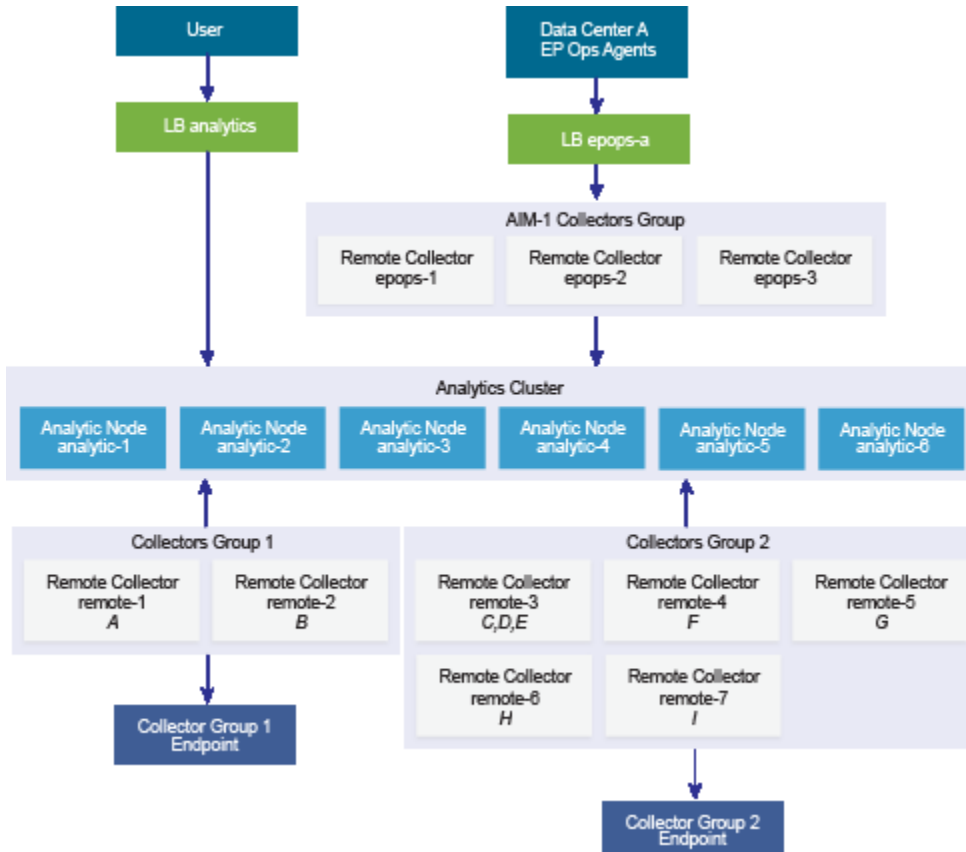 User
Data Center A
EP Ops Agents
LB analytics
LB epops-a
AIM-1 Collectors Group
Remote Collector
epops-1
Remote Collector
epops-2
Remote Collector
epops-3
Analytics Cluster
Analytic Node
analytic-1
Analytic Node
analytic-2
Analytic Node
analytic-3
Analytic Node
analytic-4
Analytic Node
analytic-5
Analytic Node
analytic-6
Collectors Group 1
Remote Collector
remote-1
A
Remote Collector
remote-2
B
Collector Group 1
Endpoint
Collectors Group 2
Remote Collector
remote-3
C,D,E
Remote Collector
remote-4
F
Remote Collector
remote-5
G
Remote Collector
remote-6
H
Remote Collector
remote-7
I
Collector Group 2
Endpoint